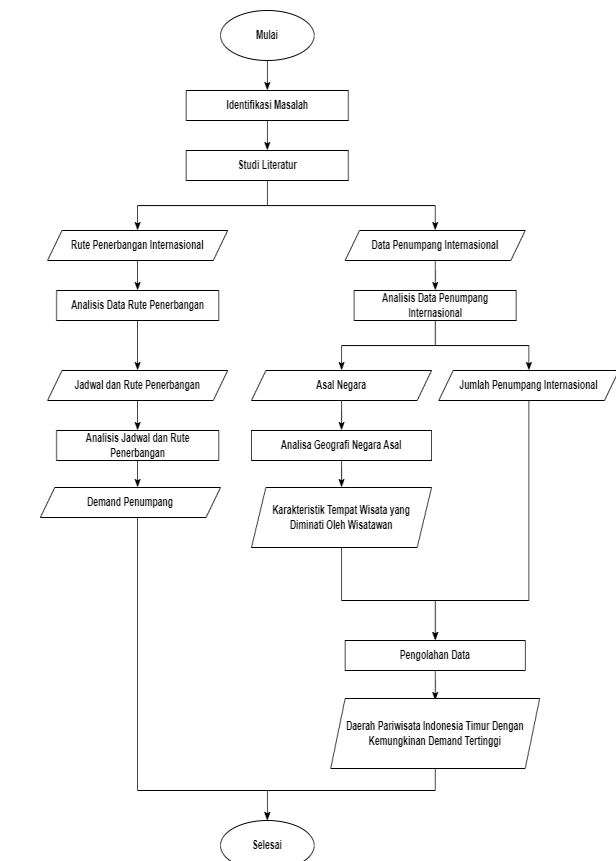 Mulai
Identifikasi Masalah
Studi Literatur
Rute Penerbangan Internasional
Data Penumpang Internasional
Analisis Data Rute Penerbangan
Analisis Data Penumpang
Internasional
Jadwal dan Rute Penerbangan
Asal Negara
Jumlah Penumpang Internasional
Analisis Jadwal dan Rute
Penerbangan
Analisa Geografi Negara Asal
Demand Penumpang
Karakteristik Tempat Wisata yang
Diminati Oleh Wisatawan
Pengolahan Data
Daerah Pariwisata Indonesia Timur Dengan
Kemungkinan Demand Tertinggi
Selesai